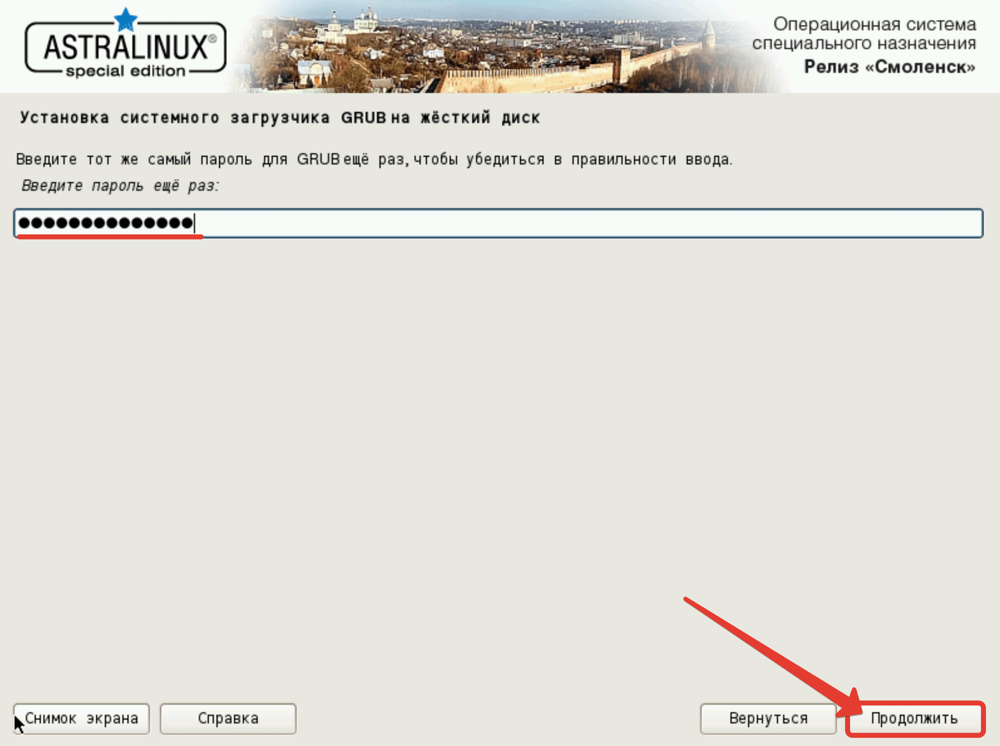 ASTRALINUX®
special edition
Операционная система
специального назначения
Релиз «Смоленск»
Установка системного загрузчика GRUB на жёсткий диск
Введите тот же самый пароль для GRUB ещё раз, чтобы убедиться в правильности ввода.
Введите пароль ещё раз:
●●●●●●●●●●●●●●
Снимок экрана
Справка
Вернуться
Продолжить